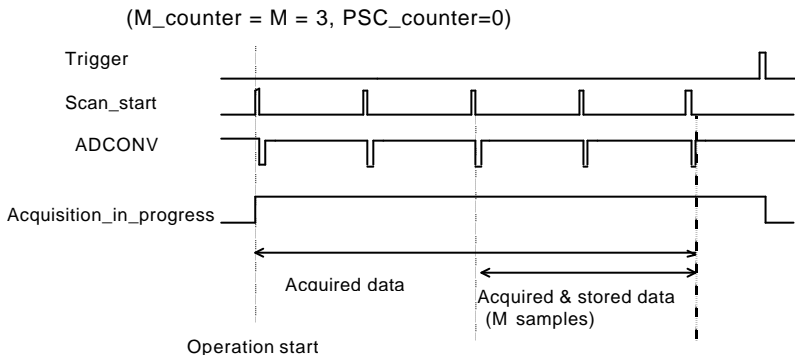 (M_counter = M = 3, PSC_counter=0)
Trigger
Scan_start
ADCONV
Acquisition_in_progress
Acquired data
Acquired & stored data
(M samples)
Operation start